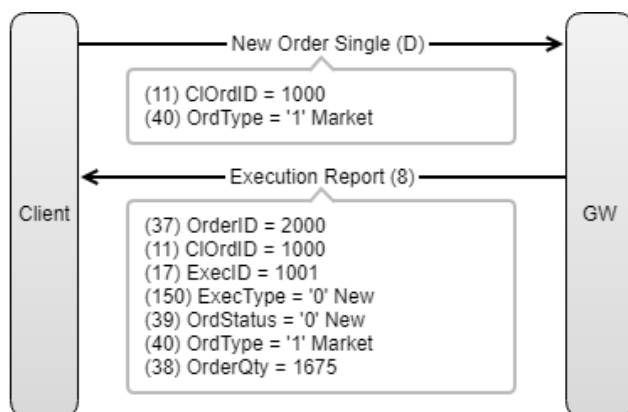 New Order Single (D)
(11) ClOrdID = 1000
(40) OrdType = '1' Market
Execution Report (8)
Client
GW
(37) OrderID = 2000
(11) ClOrdID = 1000
(17) ExecID = 1001
(150) ExecType = '0' New
(39) OrdStatus = '0' New
(40) OrdType = '1' Market
(38) OrderQty = 1675